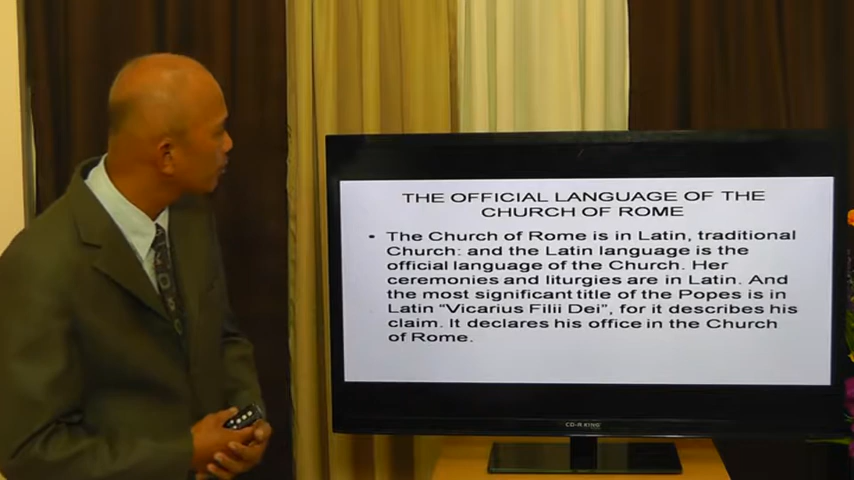 THE OFFICIAL LANGUAGE OF THE
CHURCH OF ROME
• The Church of Rome is in Latin, traditional
Church: and the Latin language is the
official language of the Church. Her
ceremonies and liturgies are in Latin. And
the most significant title of the Popes is in
Latin “Vicarius Filii Dei”, for it describes his
claim. It declares his office in the Church
of Rome.
CD-R KING